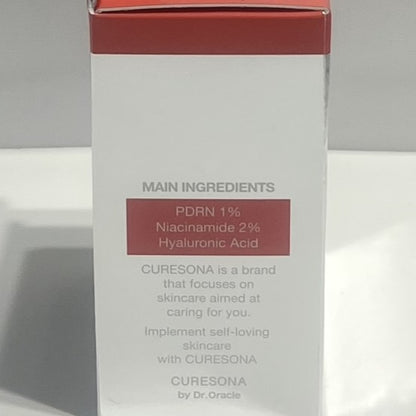 MAIN INGREDIENTS
PDRN 1%
Niacinamide 2%
Hyaluronic Acid
CURESONA is a brand
that focuses on
skincare aimed at
caring for you.
Implement self-loving
skincare
with CURESONA
CURESONA
by Dr.Oracle